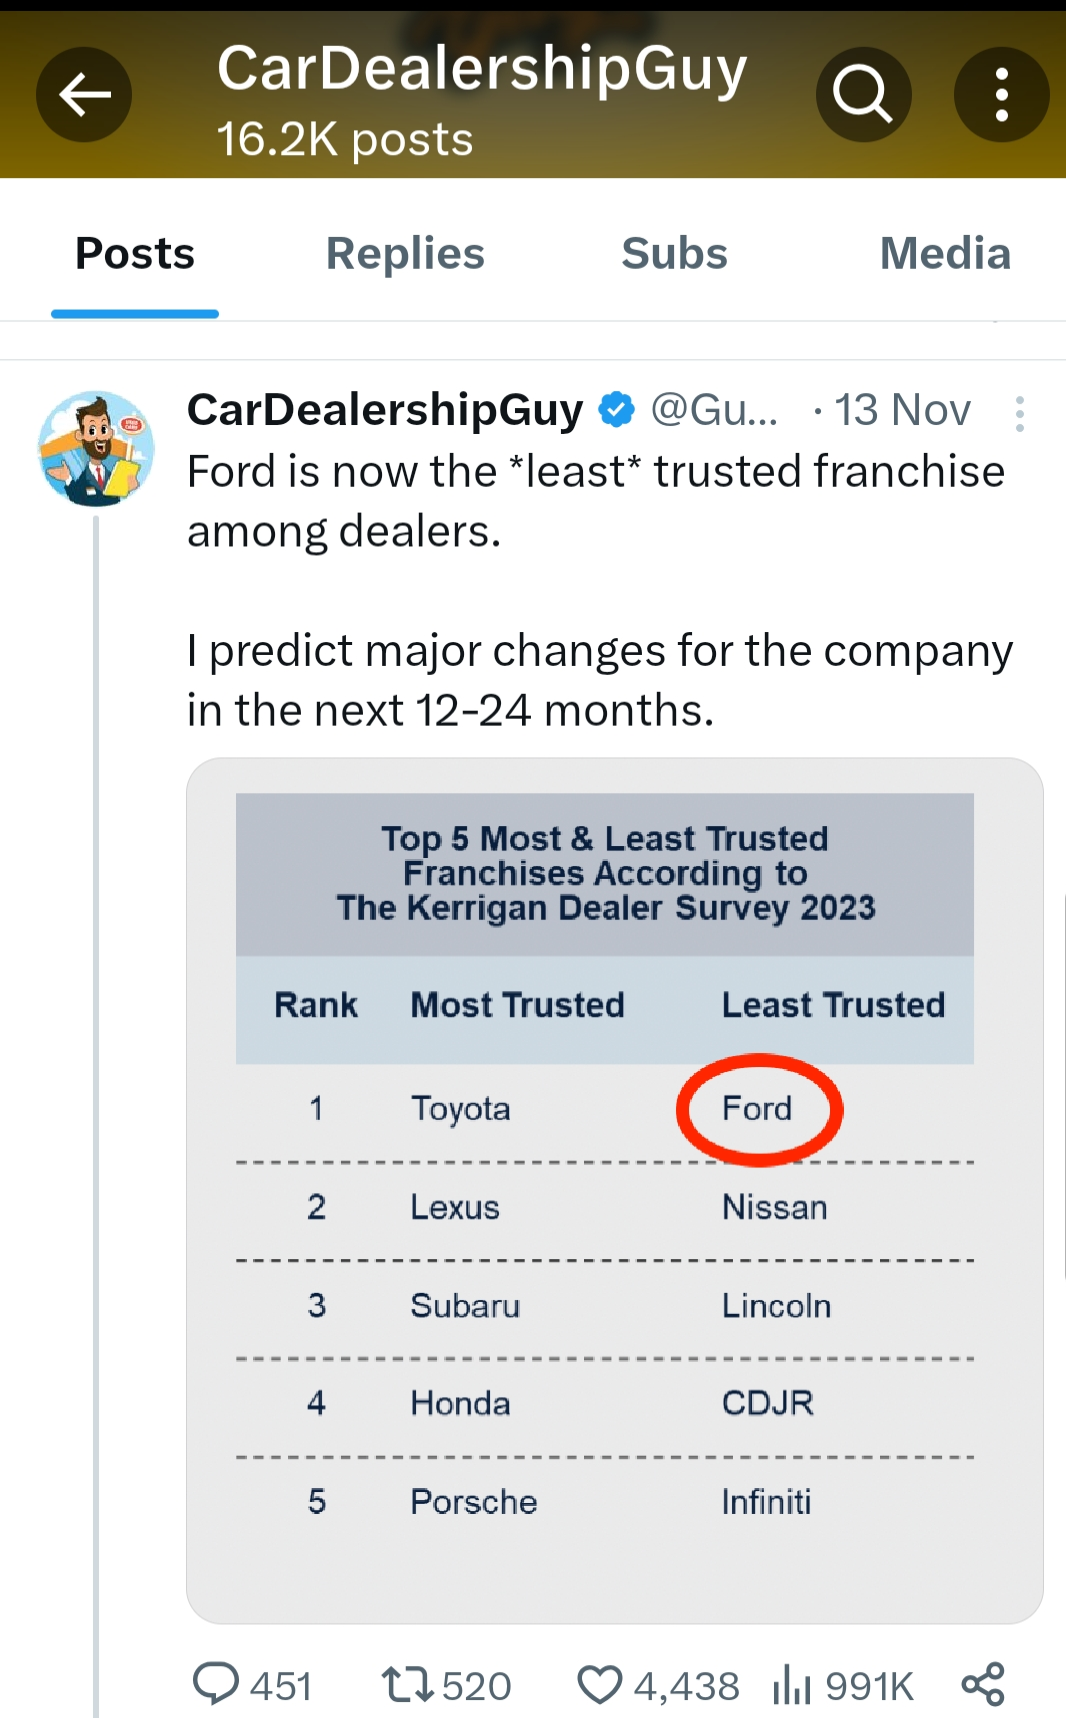 CarDealershipGuy
16.2K posts
Posts Replies Subs Media
CarDealershipGuy @Gu... · 13 Nov
Ford is now the *least* trusted franchise
among dealers.
I predict major changes for the company
in the next 12-24 months.
Top 5 Most & Least Trusted
Franchises According to
The Kerrigan Dealer Survey 2023
Rank Most Trusted Least Trusted
1 Toyota Ford
2 Lexus Nissan
3 Subaru Lincoln
4 Honda CDJR
5 Porsche Infiniti
451 520 4,438 991K